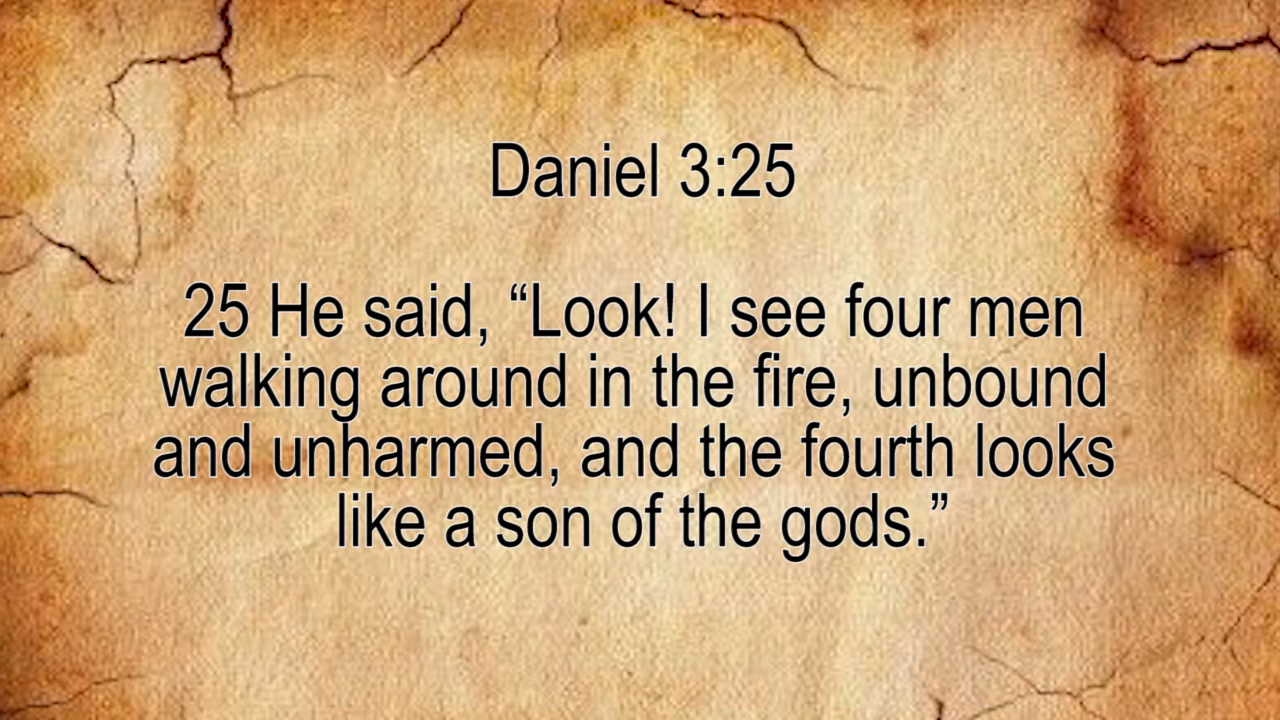 Daniel 3:25
25 He said, “Look! I see four men
walking around in the fire, unbound
and unharmed, and the fourth looks
like a son of the gods.”